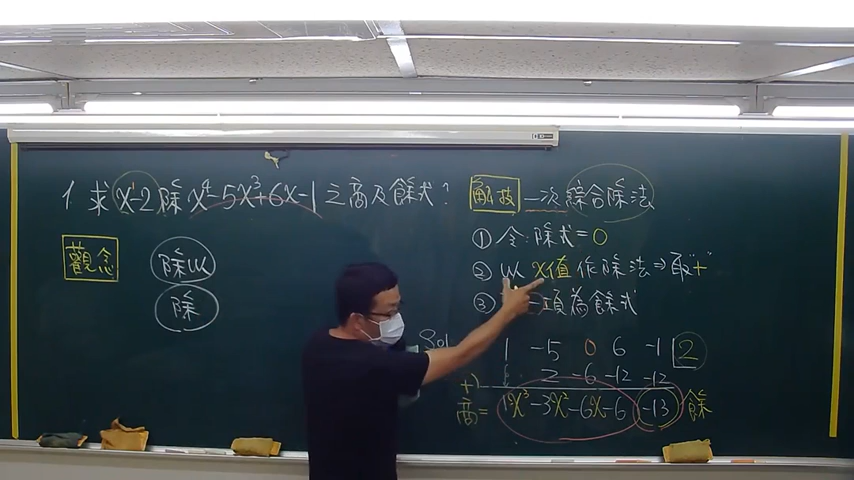 1. 求 x-2 除 x⁴-5x³+6x-1 之商及餘式?
觀念
除以
除
解技 一次綜合除法
① 令:除式=0
② 以 x值 作除法⇒取"+"
③ 項為餘式
Sol
1 -5 0 6 -1 2
+) 2 -6 -12 -12
商= 1x³-3x²-6x-6 -13 餘